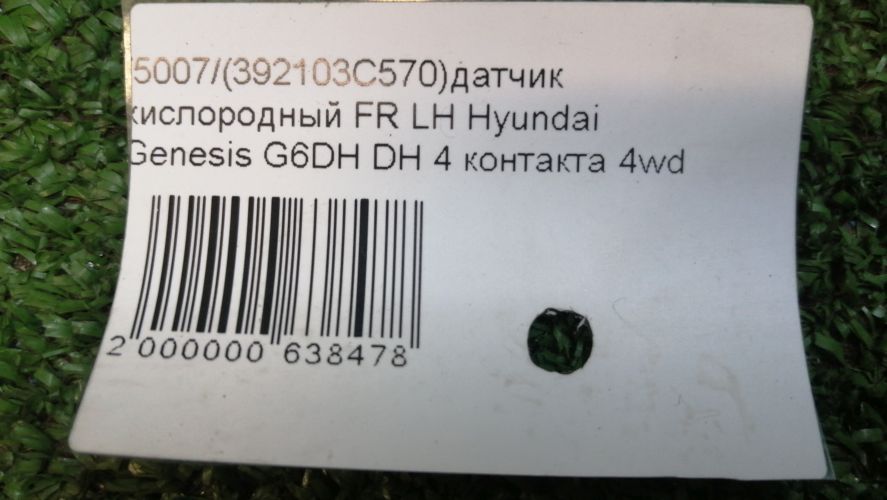 5007/(392103C570)датчик
кислородный FR LH Hyundai
Genesis G6DH DH 4 контакта 4wd
2 000000 638478